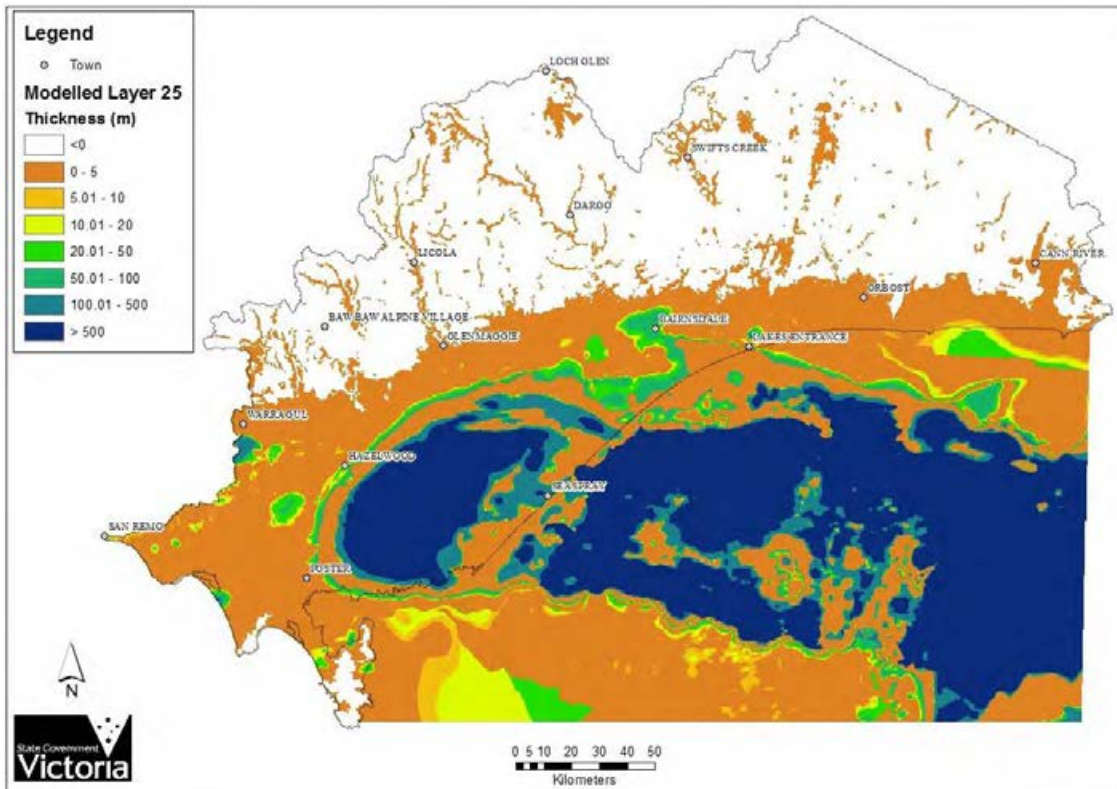 Legend
Town
Modelled Layer 25
Thickness (m)
<0
0 - 5
5.01 - 10
10.01 - 20
20.01 - 50
50.01 - 100
100.01 - 500
> 500
LOCH GLEN
SWIFTS CREEK
DARGO
LICOLA
CANN RIVER
ORBOST
BAW BAW ALPINE VILLAGE
BAIRNSDALE
GLENMAGGIE
LAKES ENTRANCE
WARRAGUL
HAZELWOOD
SEASPRAY
SAN REMO
FOSTER
N
State Government
Victoria
0 5 10 20 30 40 50
Kilometers